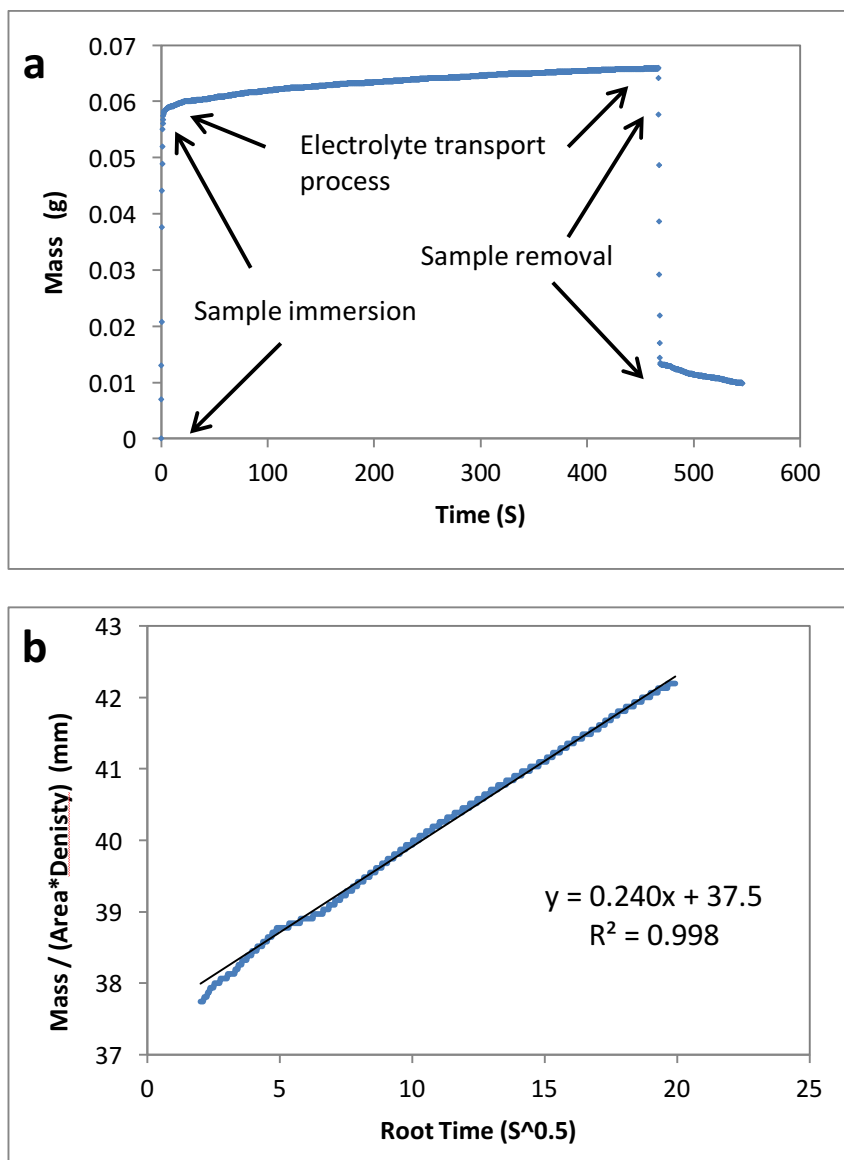 a
0.07
0.06
0.05
0.04
0.03
0.02
0.01
0
Mass (g)
Electrolyte transport
process
Sample removal
Sample immersion
0 100 200 300 400 500 600
Time (S)
b
43
42
41
40
39
38
37
Mass / (Area*Denisty) (mm)
y = 0.240x + 37.5
R² = 0.998
0 5 10 15 20 25
Root Time (S^0.5)